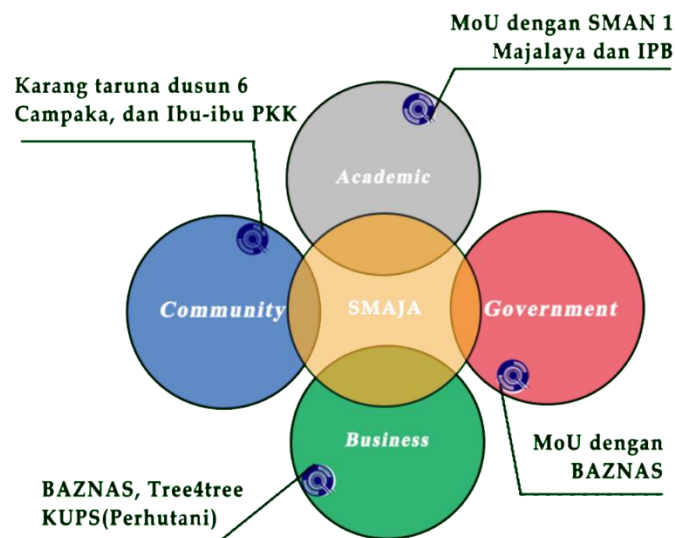 MoU dengan SMAN 1
Majalaya dan IPB
Karang taruna dusun 6
Campaka, dan Ibu-ibu PKK
Academic
Community
SMAJA
Government
Business
MoU dengan
BAZNAS
BAZNAS, Tree4tree
KUPS(Perhutani)